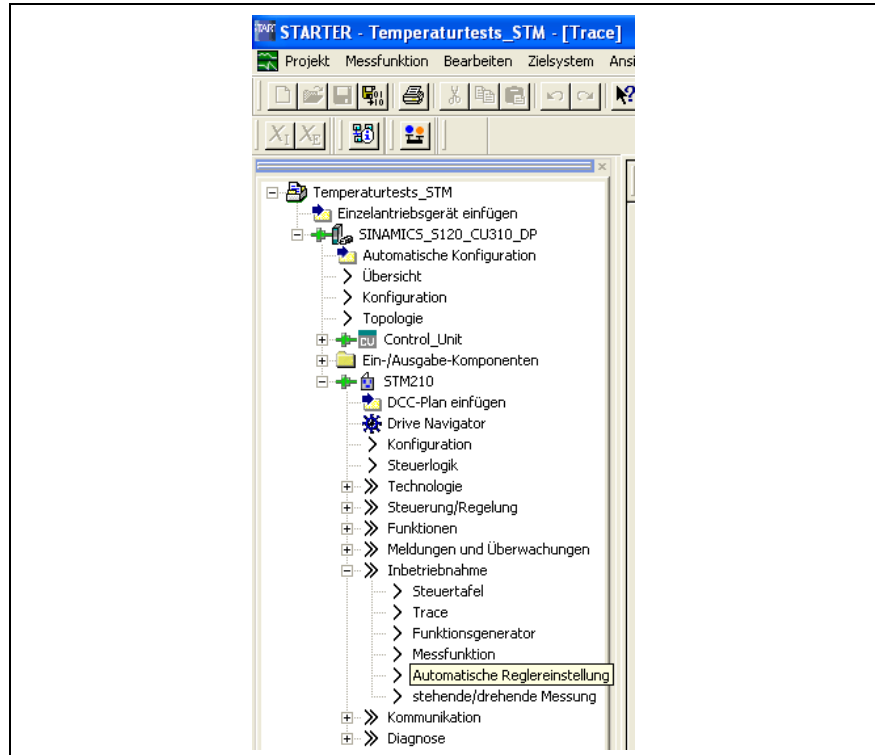 STARTER - Temperaturtests_STM - [Trace]
Projekt Messfunktion Bearbeiten Zielsystem Ansi
Temperaturtests_STM
Einzelantriebsgerät einfügen
SINAMICS_S120_CU310_DP
Automatische Konfiguration
Übersicht
Konfiguration
Topologie
Control_Unit
Ein-/Ausgabe-Komponenten
STM210
DCC-Plan einfügen
Drive Navigator
Konfiguration
Steuerlogik
Technologie
Steuerung/Regelung
Funktionen
Meldungen und Überwachungen
Inbetriebnahme
Steuertafel
Trace
Funktionsgenerator
Messfunktion
Automatische Reglereinstellung
stehende/drehende Messung
Kommunikation
Diagnose